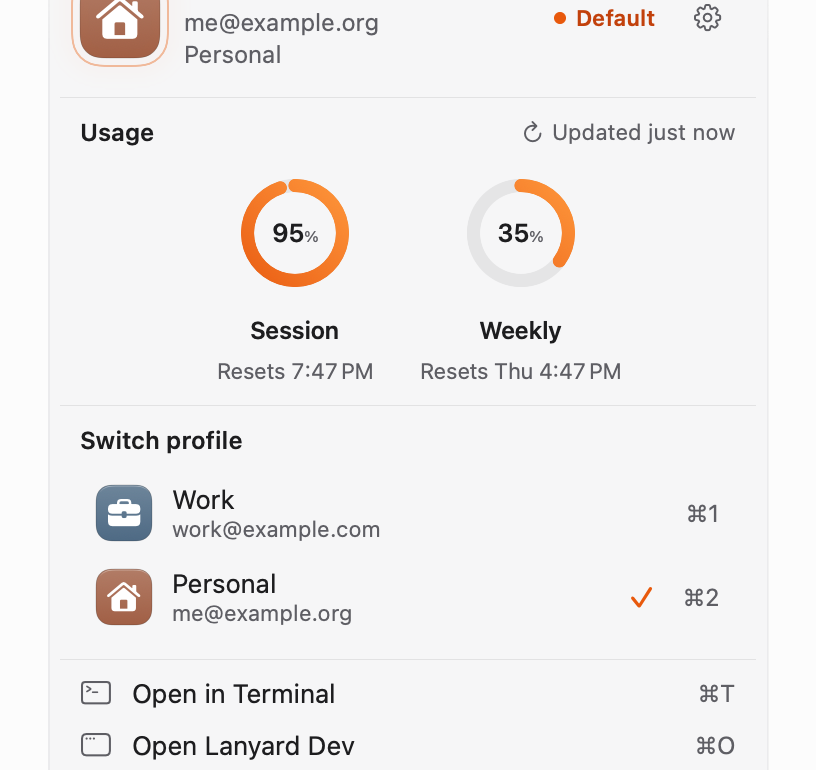 me@example.org
Default
Personal
Usage
Updated just now
95%
35%
Session
Weekly
Resets 7:47 PM
Resets Thu 4:47 PM
Switch profile
Work
⌘1
work@example.com
Personal
⌘2
me@example.org
Open in Terminal
⌘T
Open Lanyard Dev
⌘O